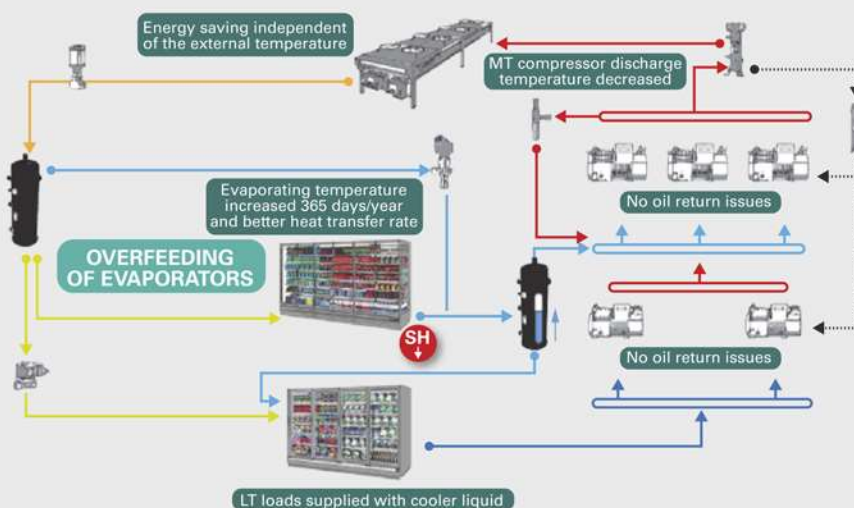 Energy saving independent
of the external temperature
MT compressor discharge
temperature decreased
Evaporating temperature
increased 365 days/year
and better heat transfer rate
No oil return issues
OVERFEEDING
OF EVAPORATORS
SH
No oil return issues
LT loads supplied with cooler liquid